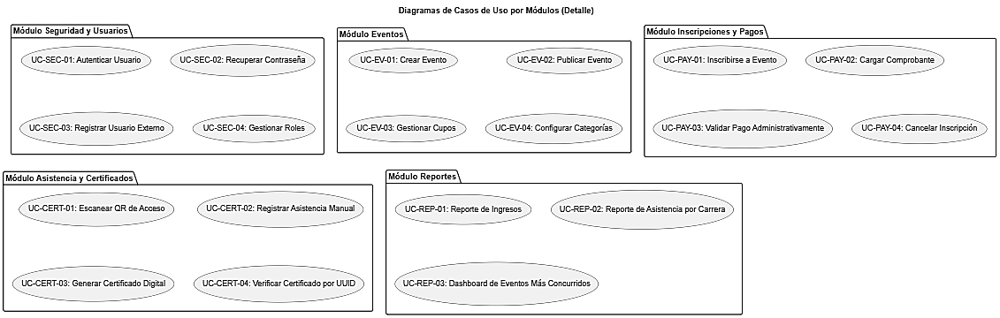 Diagramas de Casos de Uso por Módulos (Detalle)
Módulo Seguridad y Usuarios
UC-SEC-01: Autenticar Usuario
UC-SEC-02: Recuperar Contraseña
UC-SEC-03: Registrar Usuario Externo
UC-SEC-04: Gestionar Roles
Módulo Eventos
UC-EV-01: Crear Evento
UC-EV-02: Publicar Evento
UC-EV-03: Gestionar Cupos
UC-EV-04: Configurar Categorías
Módulo Inscripciones y Pagos
UC-PAY-01: Inscribirse a Evento
UC-PAY-02: Cargar Comprobante
UC-PAY-03: Validar Pago Administrativamente
UC-PAY-04: Cancelar Inscripción
Módulo Asistencia y Certificados
UC-CERT-01: Escanear QR de Acceso
UC-CERT-02: Registrar Asistencia Manual
UC-CERT-03: Generar Certificado Digital
UC-CERT-04: Verificar Certificado por UUID
Módulo Reportes
UC-REP-01: Reporte de Ingresos
UC-REP-02: Reporte de Asistencia por Carrera
UC-REP-03: Dashboard de Eventos Más Concurridos